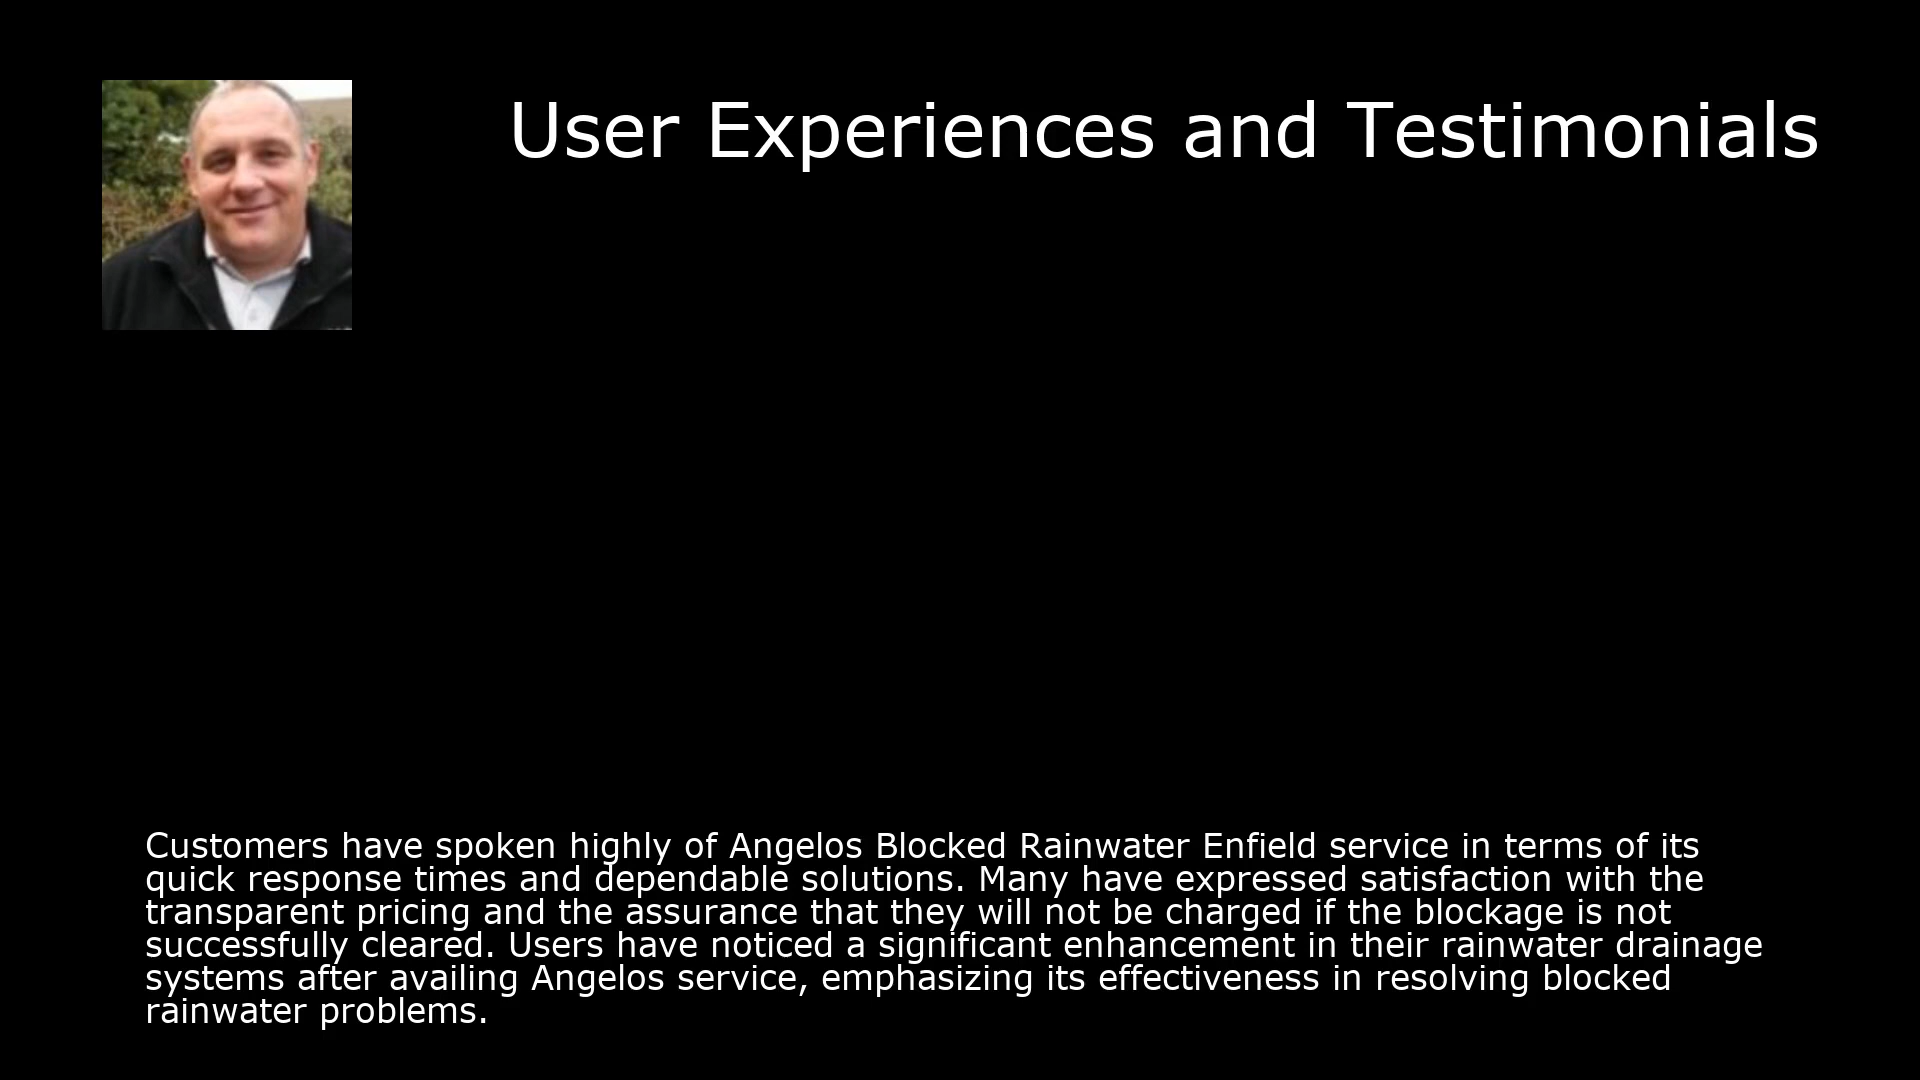 User Experiences and Testimonials
Customers have spoken highly of Angelos Blocked Rainwater Enfield service in terms of its
quick response times and dependable solutions. Many have expressed satisfaction with the
transparent pricing and the assurance that they will not be charged if the blockage is not
successfully cleared. Users have noticed a significant enhancement in their rainwater drainage
systems after availing Angelos service, emphasizing its effectiveness in resolving blocked
rainwater problems.